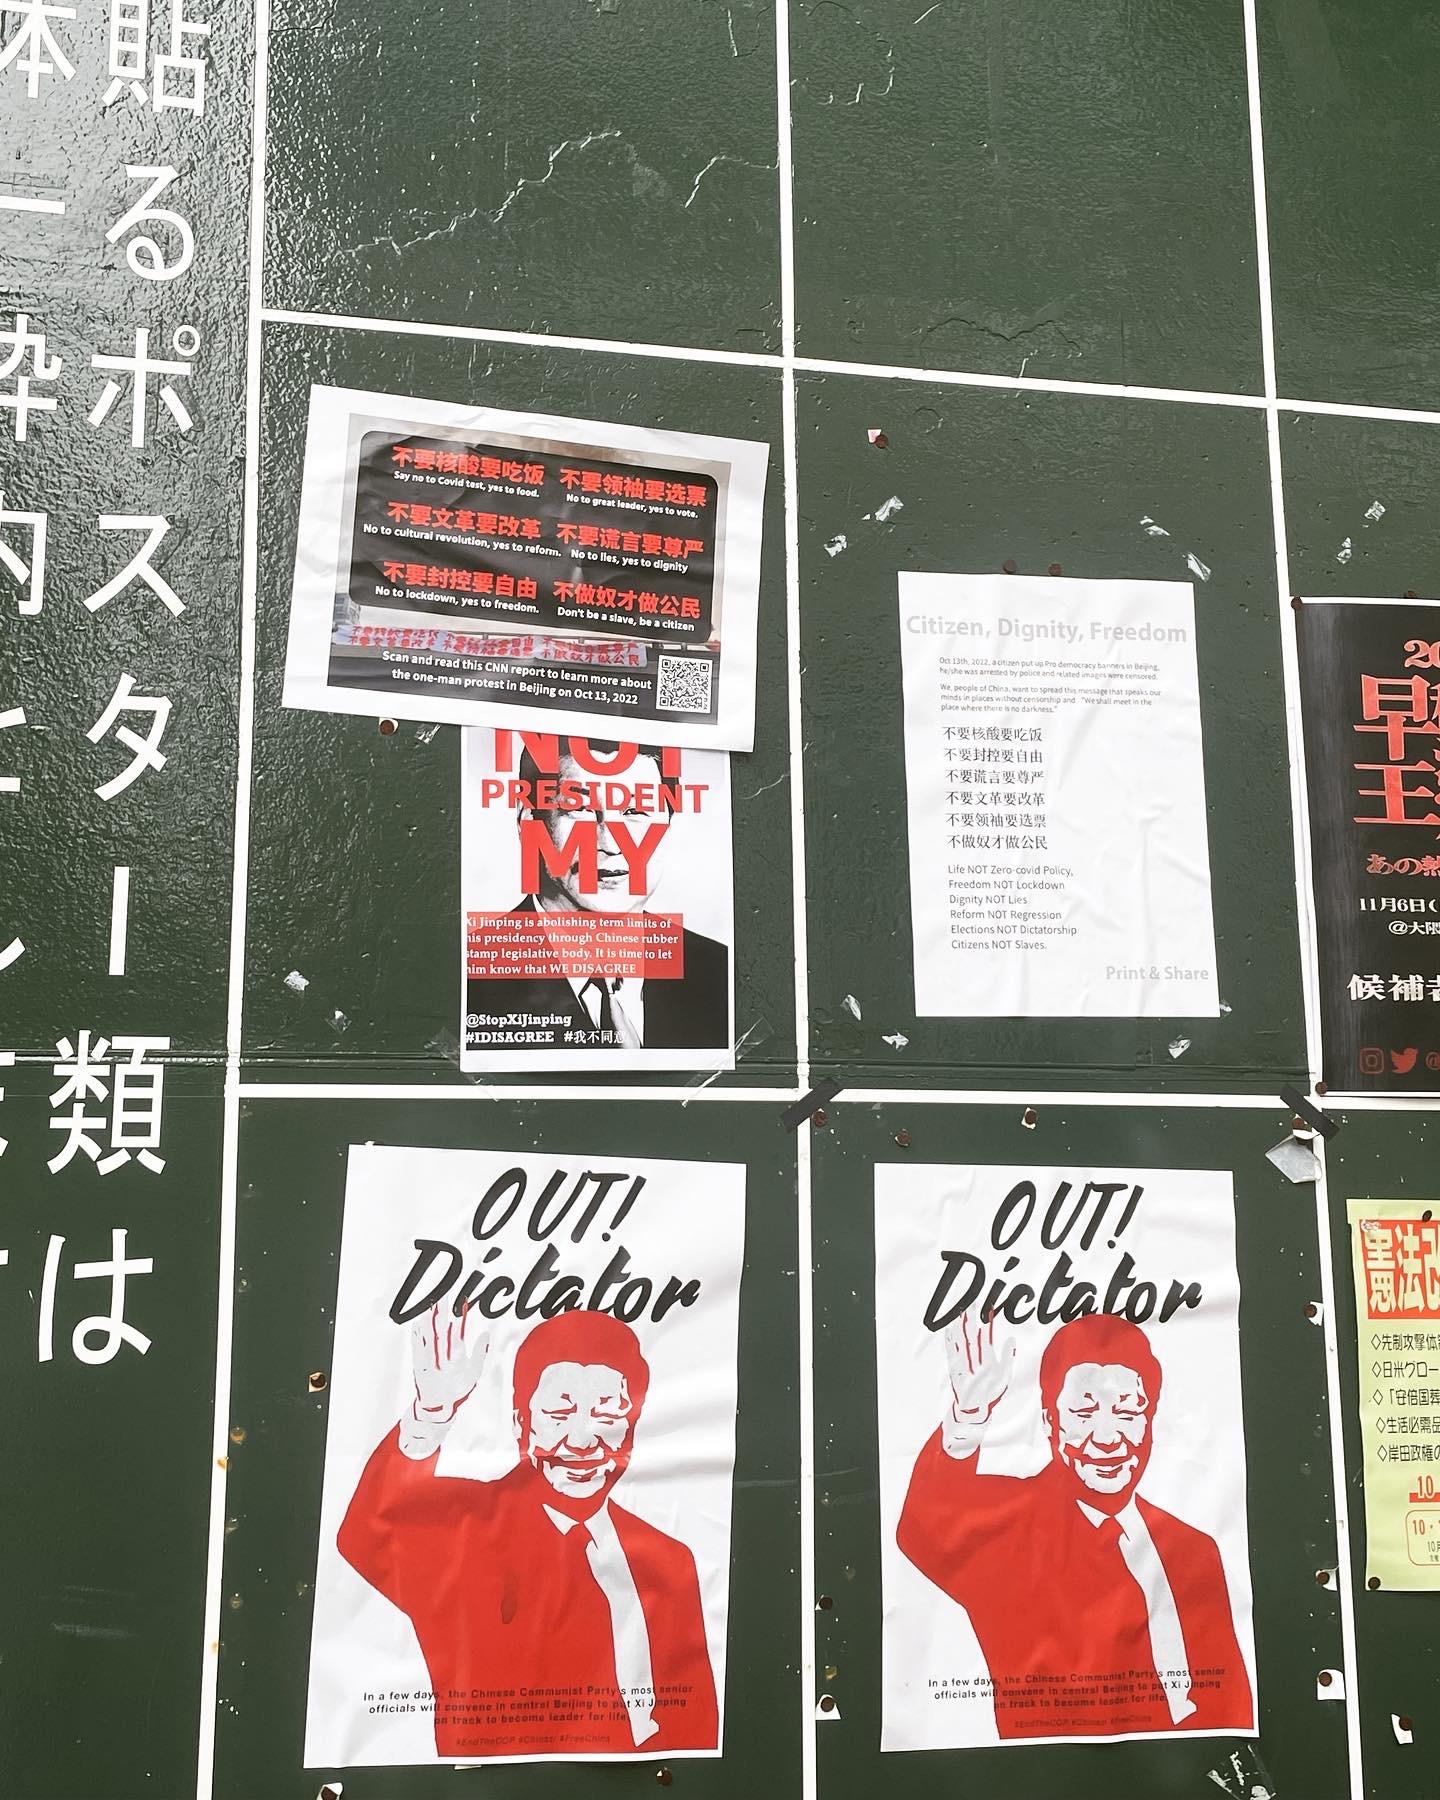 貼るポスター類は
不要核酸要吃饭
Say no to Covid test, yes to food.
不要领袖要选票
No to great leader, yes to vote.
不要文革要改革
No to cultural revolution, yes to reform.
不要谎言要尊严
No to lies, yes to dignity
不要封控要自由
No to lockdown, yes to freedom.
不做奴才做公民
Don't be a slave, be a citizen
Scan and read this CNN report to learn more about
the one-man protest in Beijing on Oct 13, 2022
NOT
PRESIDENT
MY
Xi Jinping is abolishing term limits of
his presidency through Chinese rubber
stamp legislative body. It is time to let
him know that WE DISAGREE
@StopXiJinping
#IDISAGREE #我不同意
Citizen, Dignity, Freedom
Oct 13th, 2022, a citizen put up Pro democracy banners in Beijing,
he/she was arrested by police and related images were censored.
We, people of China, want to spread this message that speaks our
minds in places without censorship and "We shall meet in the
place where there is no darkness."
不要核酸要吃饭
不要封控要自由
不要谎言要尊严
不要文革要改革
不要领袖要选票
不做奴才做公民
Life NOT Zero-covid Policy,
Freedom NOT Lockdown
Dignity NOT Lies
Reform NOT Regression
Elections NOT Dictatorship
Citizens NOT Slaves.
Print & Share
20
早
王
あの熱
11月6日(
@大隈
候補者
OUT!
Dictator
In a few days, the Chinese Communist Party's most senior
officials will convene in central Beijing to put Xi Jinping
on track to become leader for life.
#EndTheCCP #Chinazi #FreeChina
OUT!
Dictator
In a few days, the Chinese Communist Party's most senior
officials will convene in central Beijing to put Xi Jinping
on track to become leader for life.
#EndTheCCP #Chinazi #FreeChina
憲法改
◇先制攻撃体制
◇日米グロー
◇「安倍国葬
◇生活必需品
◇岸田政権の
10
10・